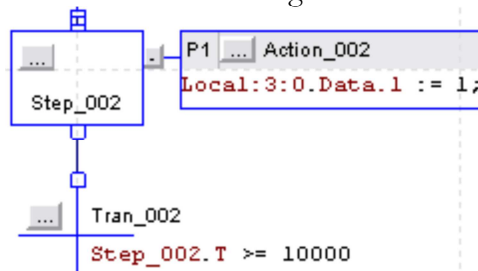 P1 ... Action_002
...
Local:3:0.Data.1 := 1;
Step_002
... Tran_002
Step_002.T >= 10000